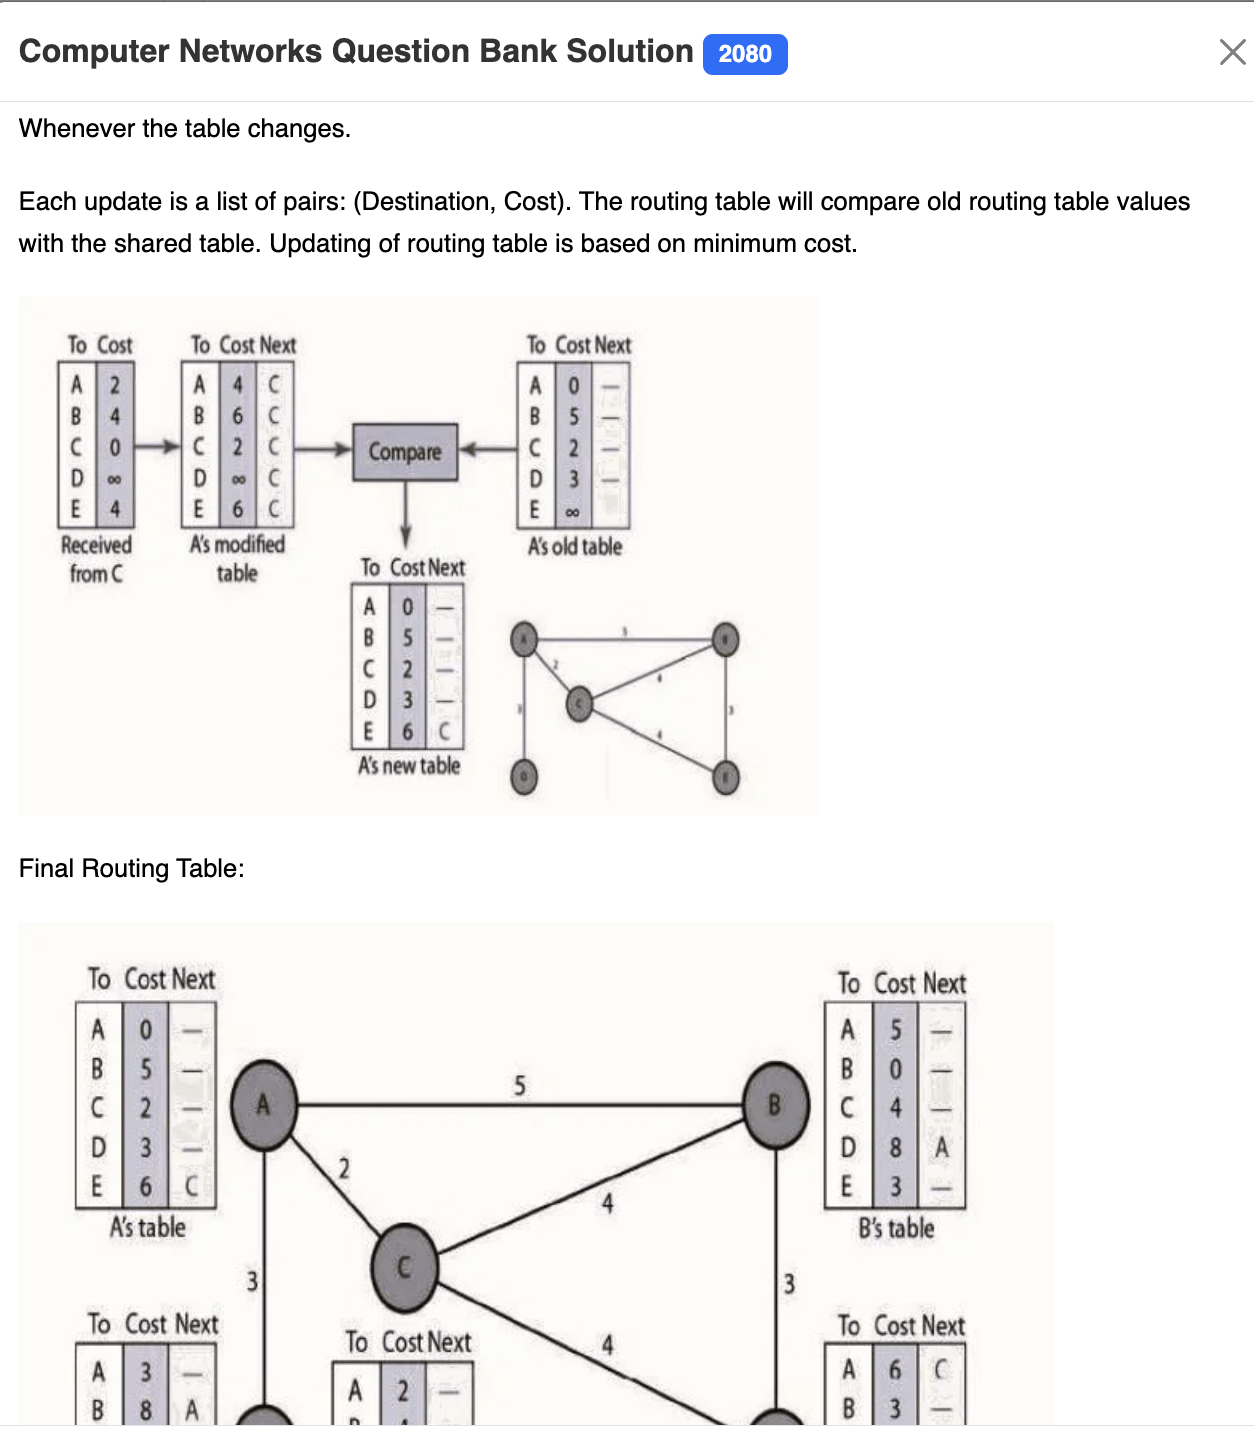 Computer Networks Question Bank Solution 2080
Whenever the table changes.
Each update is a list of pairs: (Destination, Cost). The routing table will compare old routing table values
with the shared table. Updating of routing table is based on minimum cost.
To Cost
A 2
B 4
C 0
D ∞
E 4
Received
from C
To Cost Next
A 4 C
B 6 C
C 2 C
D ∞ C
E 6 C
A's modified
table
Compare
To Cost Next
A 0 —
B 5 —
C 2 —
D 3 —
E ∞
A's old table
To Cost Next
A 0 —
B 5 —
C 2 —
D 3 —
E 6 C
A's new table
Final Routing Table:
To Cost Next
A 0 —
B 5 —
C 2 —
D 3 —
E 6 C
A's table
A
5
B
2
4
C
3
3
4
To Cost Next
A 5 —
B 0 —
C 4 —
D 8 A
E 3 —
B's table
To Cost Next
A 3 —
B 8 A
To Cost Next
A 2 —
To Cost Next
A 6 C
B 3 —